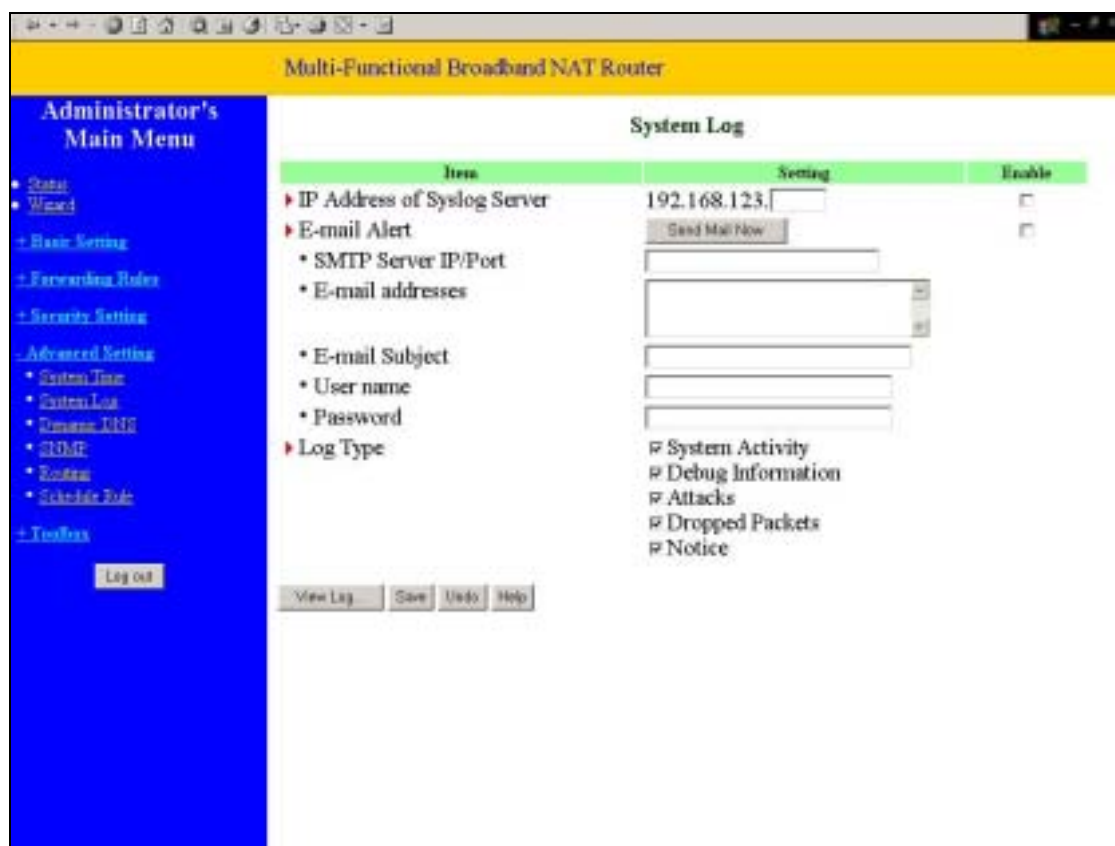 Multi-Functional Broadband NAT Router
Administrator's
Main Menu
• Status
• Wizard
+ Basic Setting
+ Forwarding Rules
+ Security Setting
- Advanced Setting
• System Time
• System Log
• Dynamic DNS
• SNMP
• Routing
• Schedule Rule
+ Toolbox
Log out
System Log
Item Setting Enable
IP Address of Syslog Server 192.168.123.
E-mail Alert Send Mail Now
• SMTP Server IP/Port
• E-mail addresses
• E-mail Subject
• User name
• Password
Log Type System Activity
Debug Information
Attacks
Dropped Packets
Notice
View Log... Save Undo Help